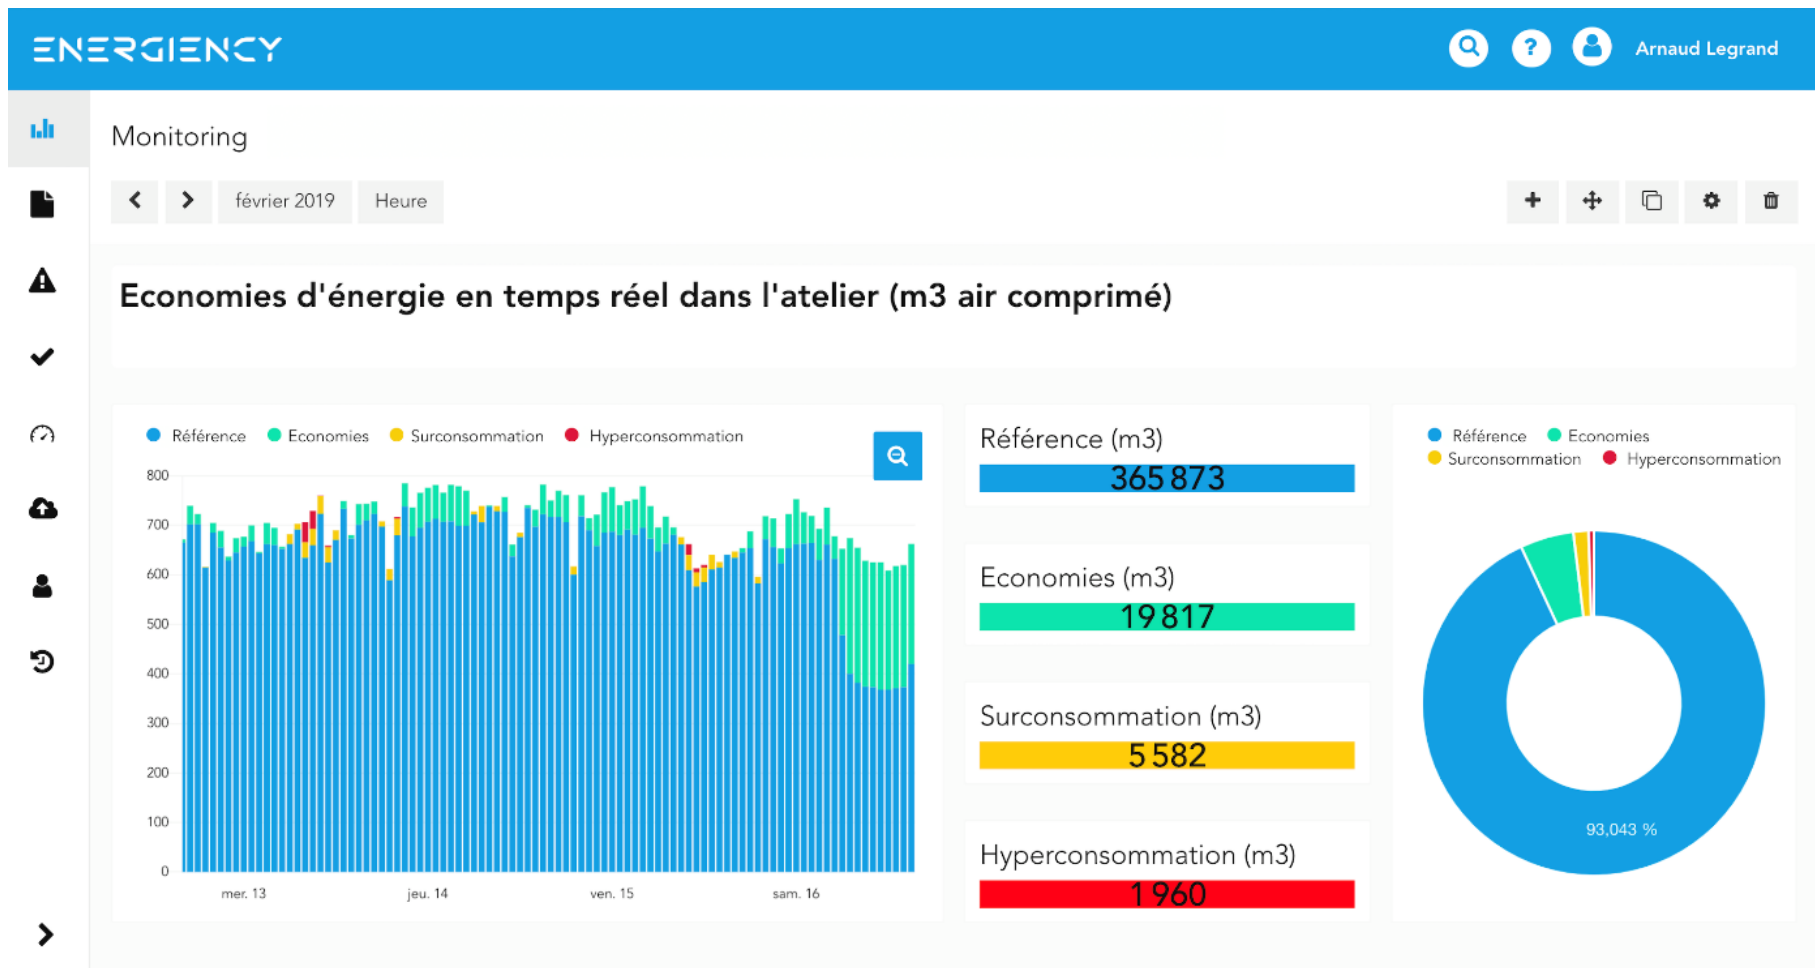 ENERGIENCY
? Arnaud Legrand
Monitoring
février 2019 Heure
Economies d'énergie en temps réel dans l'atelier (m3 air comprimé)
Référence Economies Surconsommation Hyperconsommation
800
700
600
500
400
300
200
100
0
mer. 13 jeu. 14 ven. 15 sam. 16
Référence (m3)
365 873
Economies (m3)
19 817
Surconsommation (m3)
5 582
Hyperconsommation (m3)
1 960
Référence Economies
Surconsommation Hyperconsommation
93,043 %